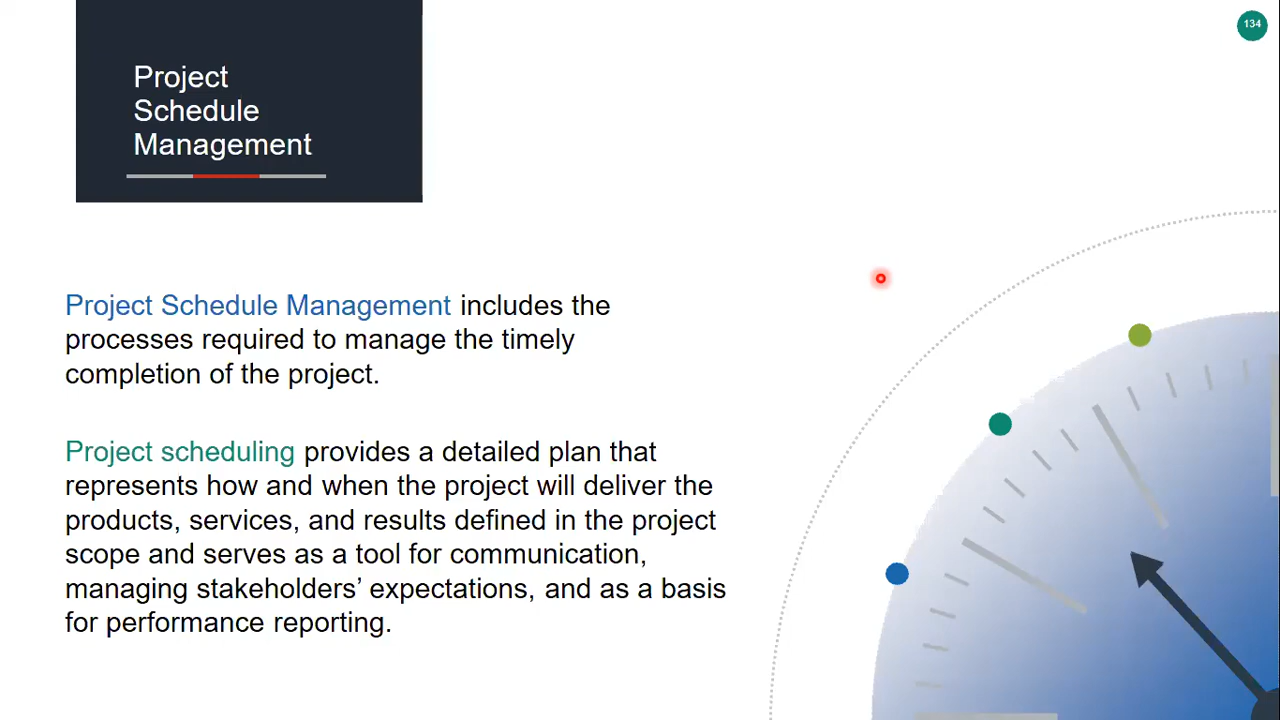 134
Project
Schedule
Management
Project Schedule Management includes the
processes required to manage the timely
completion of the project.
Project scheduling provides a detailed plan that
represents how and when the project will deliver the
products, services, and results defined in the project
scope and serves as a tool for communication,
managing stakeholders’ expectations, and as a basis
for performance reporting.